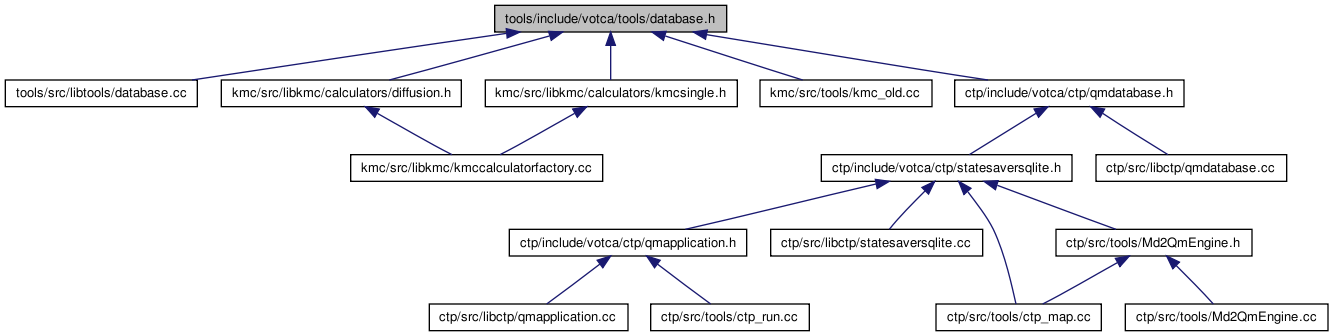 tools/include/votca/tools/database.h
tools/src/libtools/database.cc
kmc/src/libkmc/calculators/diffusion.h
kmc/src/libkmc/calculators/kmcsingle.h
kmc/src/tools/kmc_old.cc
ctp/include/votca/ctp/qmdatabase.h
kmc/src/libkmc/kmccalculatorfactory.cc
ctp/include/votca/ctp/statesaversqlite.h
ctp/src/libctp/qmdatabase.cc
ctp/include/votca/ctp/qmapplication.h
ctp/src/libctp/statesaversqlite.cc
ctp/src/tools/Md2QmEngine.h
ctp/src/libctp/qmapplication.cc
ctp/src/tools/ctp_run.cc
ctp/src/tools/ctp_map.cc
ctp/src/tools/Md2QmEngine.cc